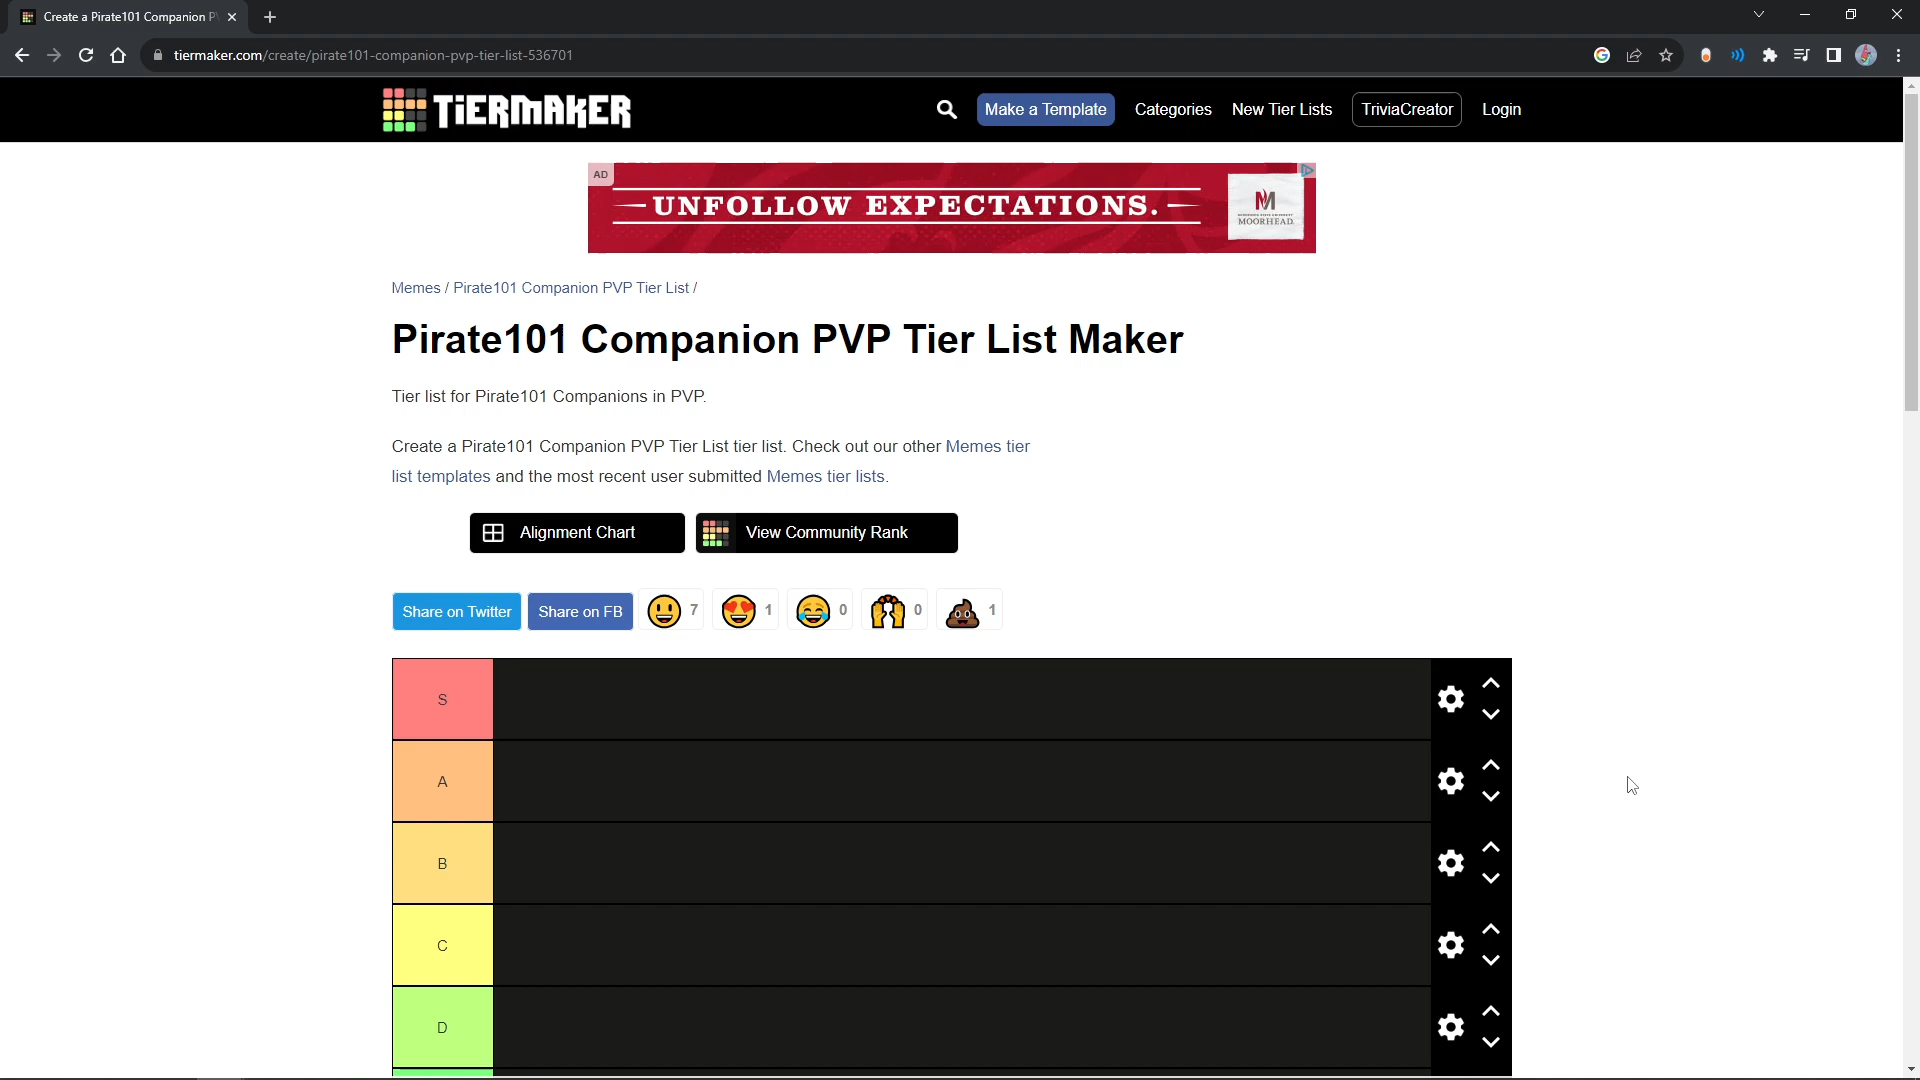 Create a Pirate101 Companion P
tiermaker.com/create/pirate101-companion-pvp-tier-list-536701
TiERMAKER
Make a Template
Categories
New Tier Lists
TriviaCreator
Login
AD
UNFOLLOW EXPECTATIONS.
M
MOORHEAD
Memes / Pirate101 Companion PVP Tier List /
Pirate101 Companion PVP Tier List Maker
Tier list for Pirate101 Companions in PVP.
Create a Pirate101 Companion PVP Tier List tier list. Check out our other Memes tier
list templates and the most recent user submitted Memes tier lists.
Alignment Chart
View Community Rank
Share on Twitter
Share on FB
7
1
0
0
1
S
A
B
C
D